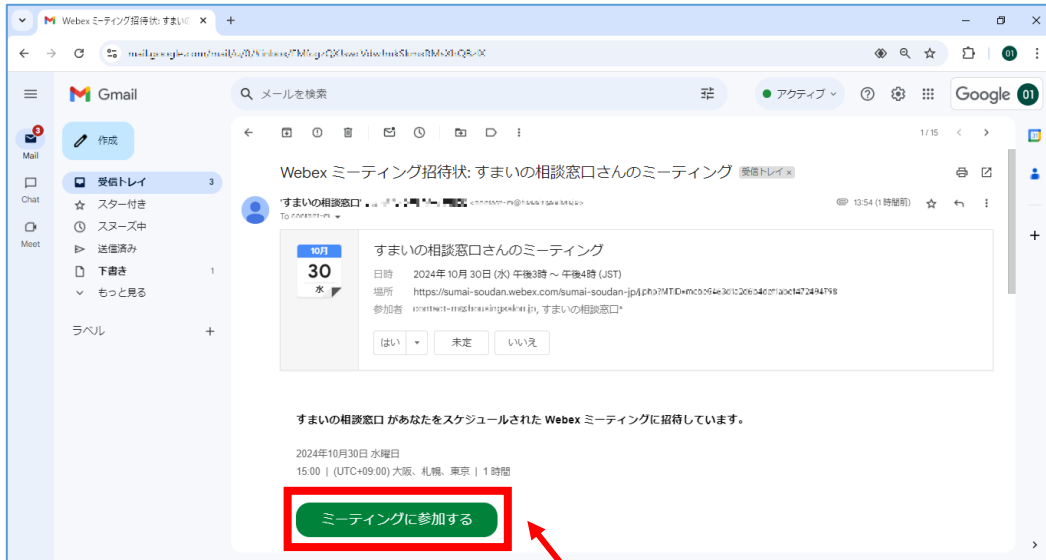 Webex ミーティング招待状: すまいの
01
Gmail
メールを検索
アクティブ
Google 01
3
Mail
作成
1 / 15
Chat
Meet
受信トレイ 3
スター付き
スヌーズ中
送信済み
下書き 1
もっと見る
ラベル
Webex ミーティング招待状: すまいの相談窓口さんのミーティング 受信トレイ ×
'すまいの相談窓口'
13:54 (1 時間前)
To
10月
30
水
すまいの相談窓口さんのミーティング
日時 2024年 10月 30日 (水) 午後3時 ~ 午後4時 (JST)
場所 https://sumai-soudan.webex.com/sumai-soudan-jp/j.php?MTID=
参加者 すまいの相談窓口*
はい 未定 いいえ
すまいの相談窓口 があなたをスケジュールされた Webex ミーティングに招待しています。
2024年10月30日 水曜日
15:00 | (UTC+09:00) 大阪、札幌、東京 | 1 時間
ミーティングに参加する